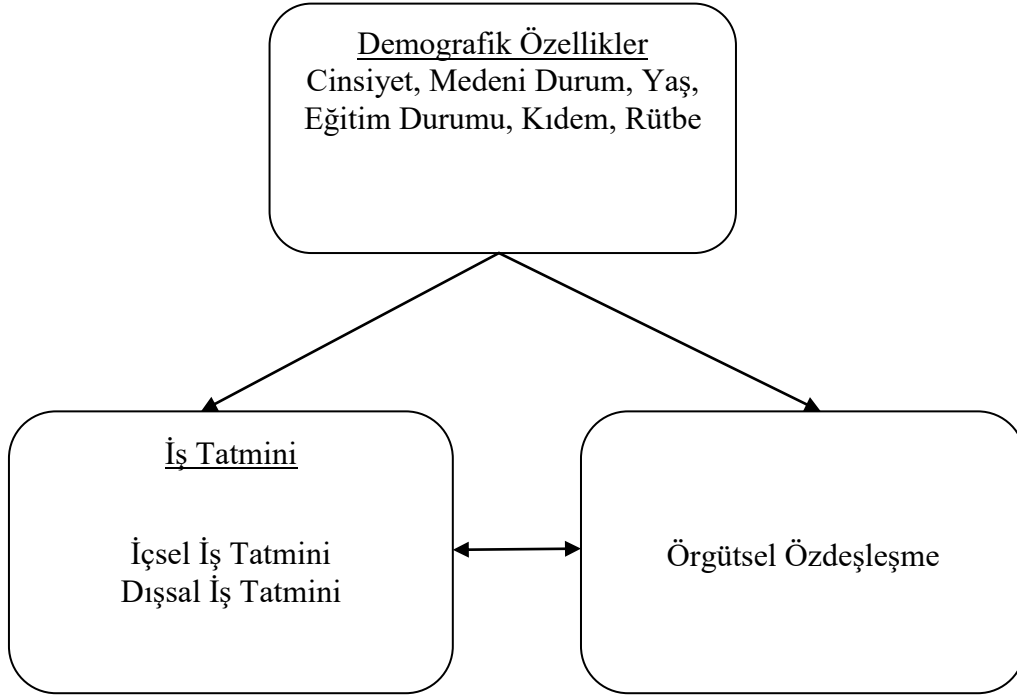 Demografik Özellikler
Cinsiyet, Medeni Durum, Yaş,
Eğitim Durumu, Kıdem, Rütbe
İş Tatmini
İçsel İş Tatmini
Dışsal İş Tatmini
Örgütsel Özdeşleşme